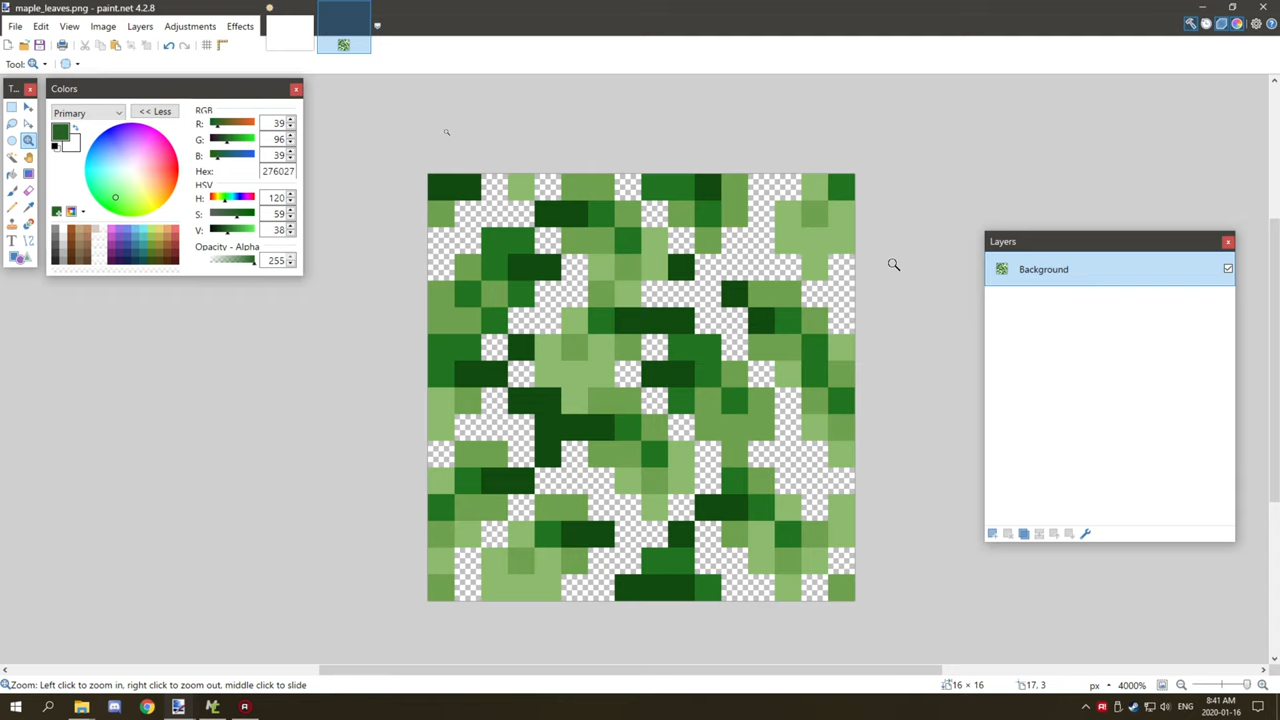 maple_leaves.png - paint.net 4.2.8
File Edit View Image Layers Adjustments Effects
Tool:
T...
Colors
Primary
<< Less
RGB
R: 39
G: 96
B: 39
Hex: 276027
HSV
H: 120
S: 59
V: 38
Opacity - Alpha
255
Layers
Background
Zoom: Left click to zoom in, right click to zoom out, middle click to slide
16 × 16
17, 3
px
4000%
ENG
8:41 AM
2020-01-16